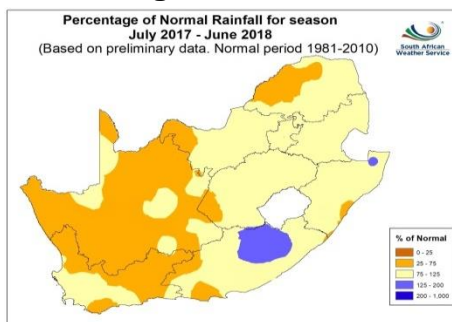 Percentage of Normal Rainfall for season
July 2017 - June 2018
(Based on preliminary data. Normal period 1981-2010)
South African
Weather Service
% of Normal
0 - 25
25 - 75
75 - 125
125 - 200
200 - 1,000